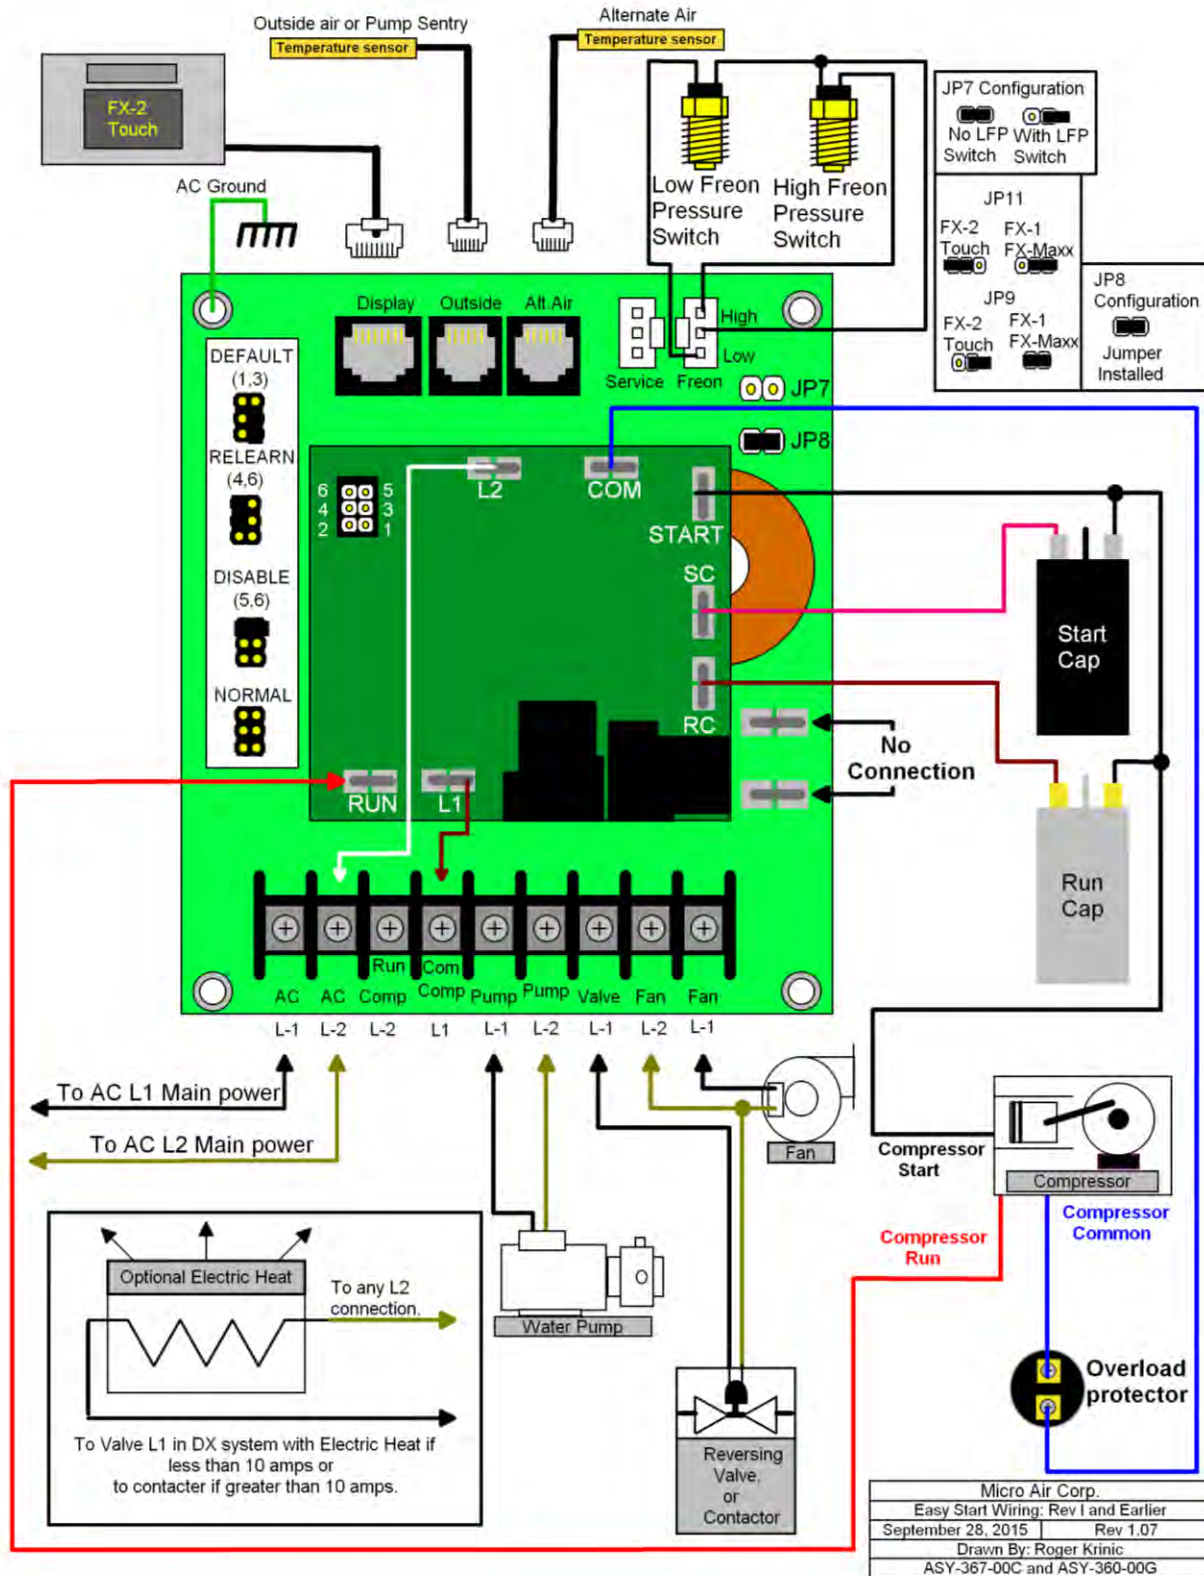 Outside air or Pump Sentry
Temperature sensor
Alternate Air
Temperature sensor
FX-2
Touch
AC Ground
Low Freon
Pressure
Switch
High Freon
Pressure
Switch
JP7 Configuration
No LFP
Switch
With LFP
Switch
JP11
FX-2
Touch
FX-1
FX-Maxx
JP9
FX-2
Touch
FX-1
FX-Maxx
JP8
Configuration
Jumper
Installed
Display
Outside
Alt.Air
High
Low
Service
Freon
JP7
JP8
DEFAULT
(1,3)
RELEARN
(4,6)
DISABLE
(5,6)
NORMAL
6 5
4 3
2 1
L2
COM
START
SC
RC
RUN
L1
No
Connection
Start
Cap
Run
Cap
Run
Com
AC
AC
Comp
Comp
Pump
Pump
Valve
Fan
Fan
L-1
L-2
L-2
L1
L-1
L-2
L-1
L-2
L-1
To AC L1 Main power
To AC L2 Main power
Fan
Compressor
Start
Compressor
Compressor
Run
Compressor
Common
Optional Electric Heat
To any L2
connection.
To Valve L1 in DX system with Electric Heat if
less than 10 amps or
to contacter if greater than 10 amps.
Water Pump
Reversing
Valve,
or
Contactor
Overload
protector
Micro Air Corp.
Easy Start Wiring: Rev I and Earlier
September 28, 2015
Rev 1.07
Drawn By: Roger Krinic
ASY-367-00C and ASY-360-00G